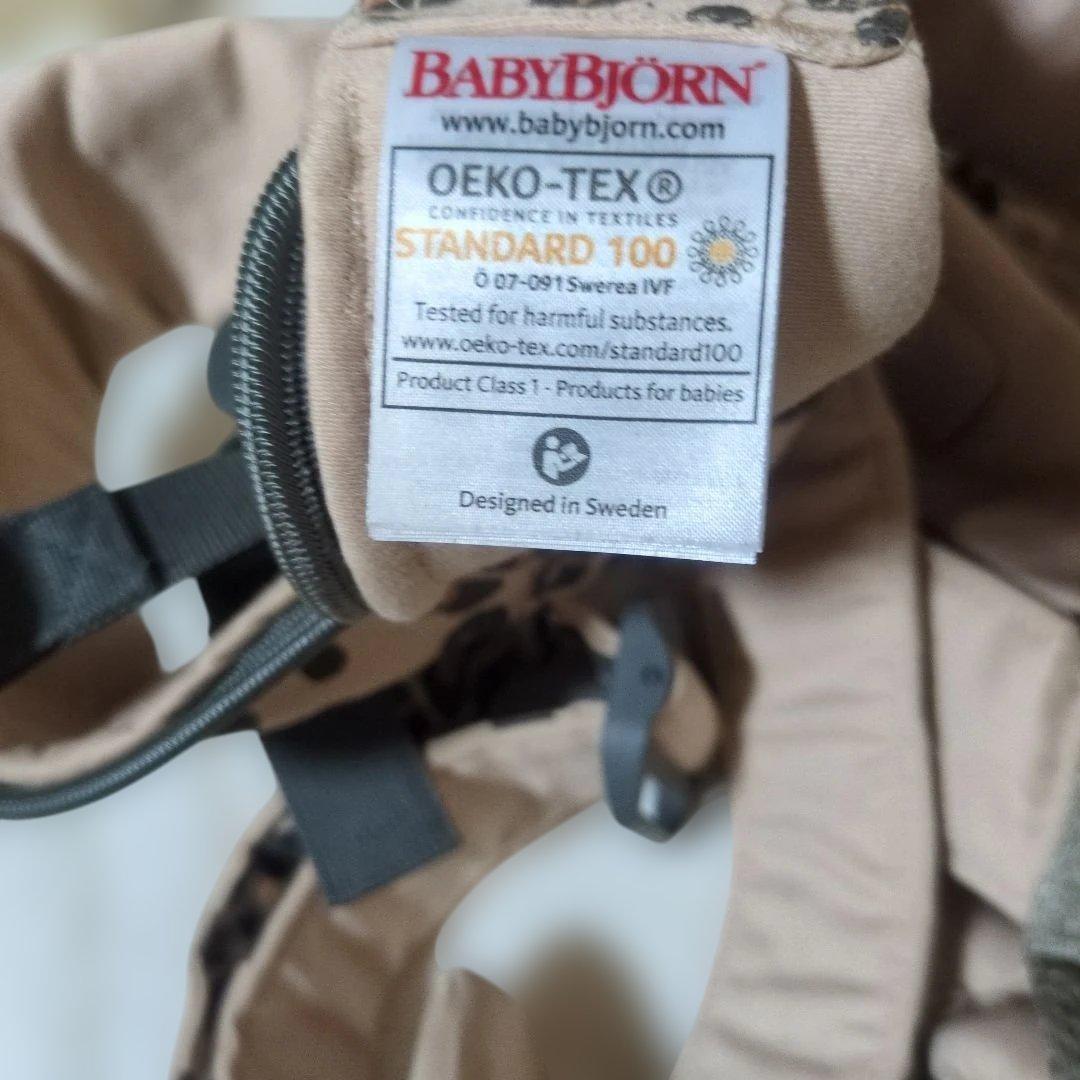 BABYBJÖRN
www.babybjorn.com
OEKO-TEX®
CONFIDENCE IN TEXTILES
STANDARD 100
Ö 07-091 Swerea IVF
Tested for harmful substances.
www.oeko-tex.com/standard100
Product Class 1 - Products for babies
Designed in Sweden